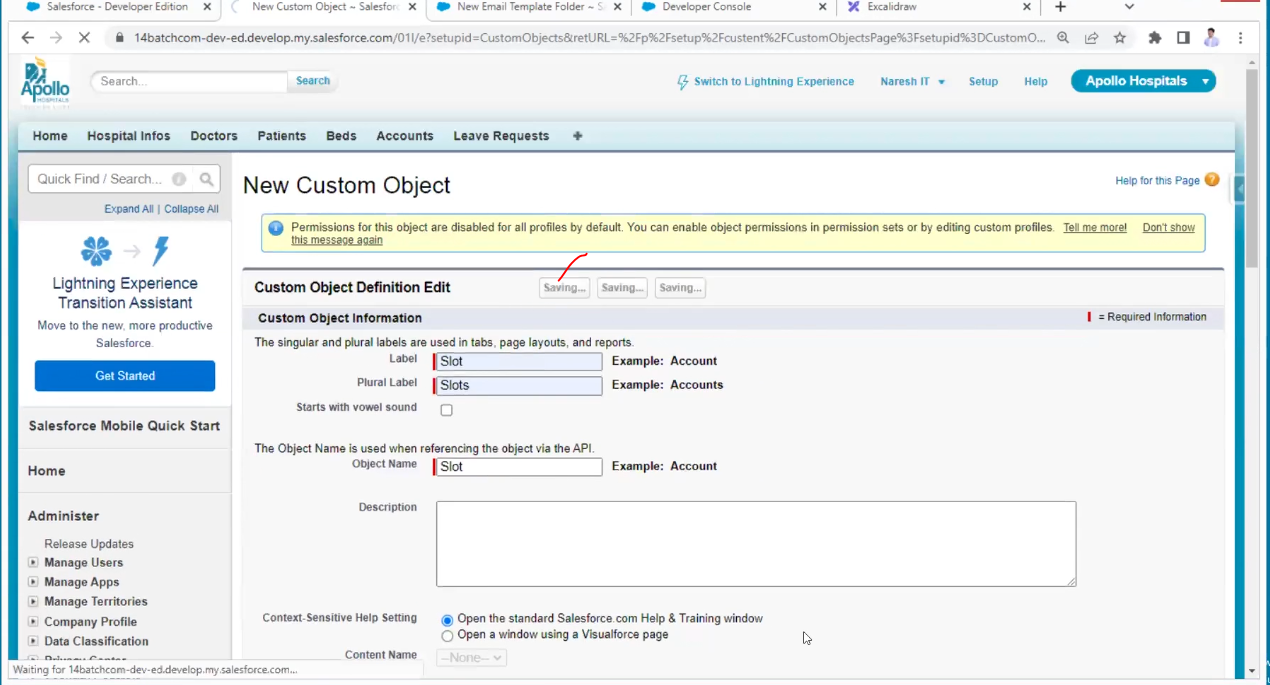 Salesforce - Developer Edition
New Custom Object ~ Salesfor
New Email Template Folder ~ S
Developer Console
Excalidraw
14batchcom-dev-ed.develop.my.salesforce.com/01I/e?setupid=CustomObjects&retURL=%2Fp%2Fsetup%2Fcustent%2FCustomObjectsPage%3Fsetupid%3DCustomO...
Apollo
HOSPITALS
Search...
Search
Switch to Lightning Experience
Naresh IT
Setup
Help
Apollo Hospitals
Home Hospital Infos Doctors Patients Beds Accounts Leave Requests
Quick Find / Search...
Expand All | Collapse All
Lightning Experience
Transition Assistant
Move to the new, more productive
Salesforce.
Get Started
Salesforce Mobile Quick Start
Home
Administer
Release Updates
Manage Users
Manage Apps
Manage Territories
Company Profile
Data Classification
New Custom Object
Help for this Page
Permissions for this object are disabled for all profiles by default. You can enable object permissions in permission sets or by editing custom profiles. Tell me more! Don't show
this message again
Custom Object Definition Edit
Saving... Saving... Saving...
Custom Object Information
= Required Information
The singular and plural labels are used in tabs, page layouts, and reports.
Label Slot Example: Account
Plural Label Slots Example: Accounts
Starts with vowel sound
The Object Name is used when referencing the object via the API.
Object Name Slot Example: Account
Description
Context-Sensitive Help Setting Open the standard Salesforce.com Help & Training window
Open a window using a Visualforce page
Content Name --None--
Waiting for 14batchcom-dev-ed.develop.my.salesforce.com...